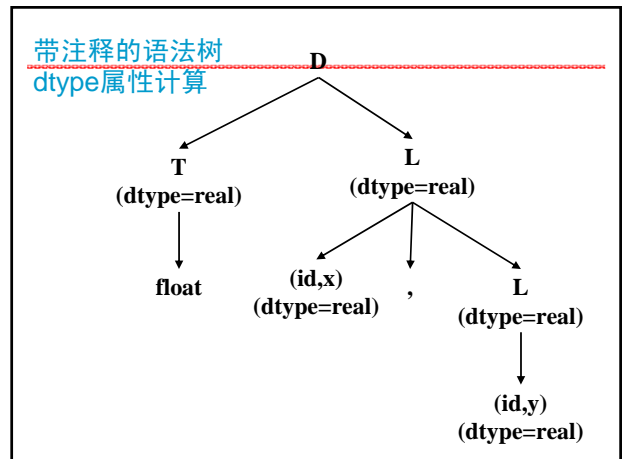 带注释的语法树
dtype属性计算
D
T
(dtype=real)
L
(dtype=real)
float
(id,x)
(dtype=real)
,
L
(dtype=real)
(id,y)
(dtype=real)